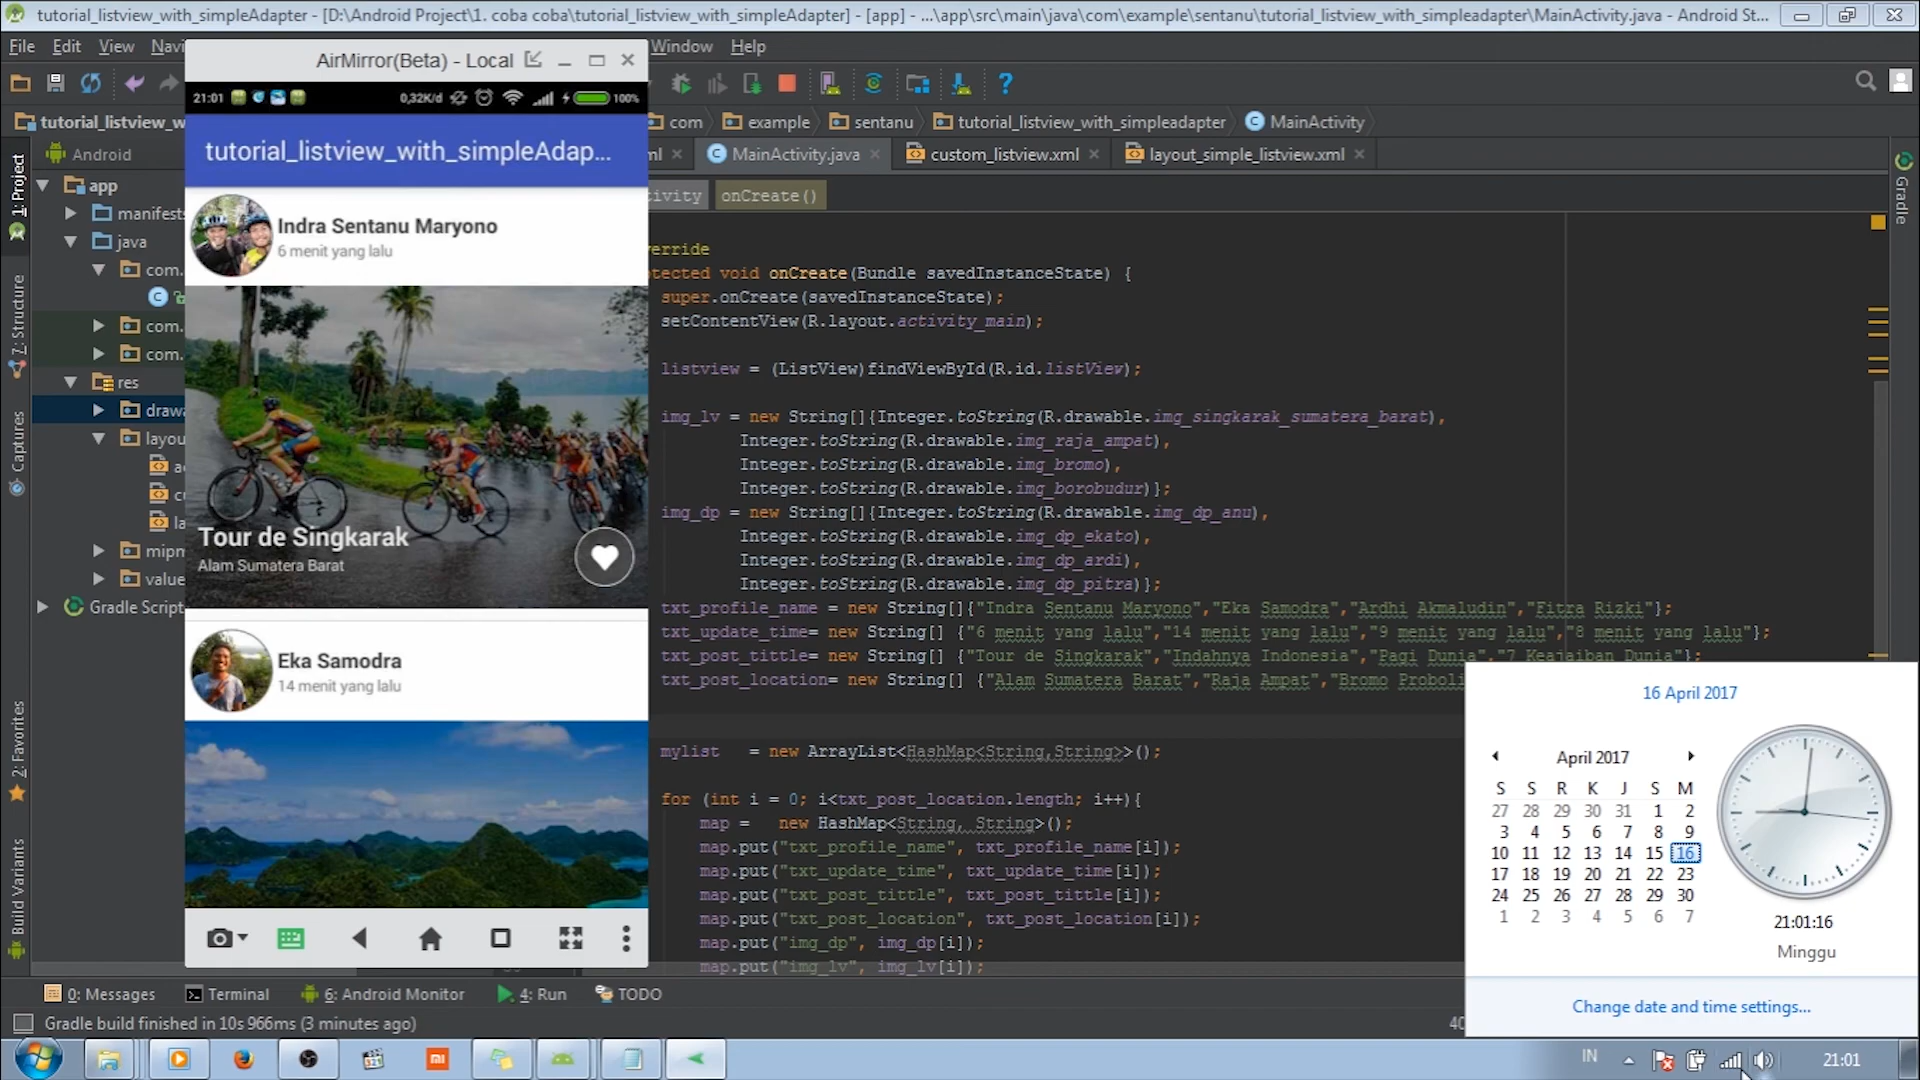 tutorial_listview_with_simpleAdapter - [D:\Android Project\1. coba coba\tutorial_listview_with_simpleAdapter] - [app] - ...\app\src\main\java\com\example\sentanu\tutorial_listview_with_simpleadapter\MainActivity.java - Android St...
File Edit View Navi
Window Help
AirMirror(Beta) - Local
21:01 0,32K/d 100%
tutorial_listview_with_simpleAdap...
Indra Sentanu Maryono
6 menit yang lalu
Tour de Singkarak
Alam Sumatera Barat
Eka Samodra
14 menit yang lalu
tutorial_listview_w
com example sentanu tutorial_listview_with_simpleadapter MainActivity
Android
ml MainActivity.java custom_listview.xml layout_simple_listview.xml
ivity onCreate()
1: Project
7: Structure
Captures
2: Favorites
Build Variants
Gradle
app
manifests
java
com.
com.
com.
res
drawa
layou
a
cu
la
mipm
value
Gradle Script
erride
tected void onCreate(Bundle savedInstanceState) {
super.onCreate(savedInstanceState);
setContentView(R.layout.activity_main);
listview = (ListView)findViewById(R.id.listView);
img_lv = new String[]{Integer.toString(R.drawable.img_singkarak_sumatera_barat),
Integer.toString(R.drawable.img_raja_ampat),
Integer.toString(R.drawable.img_bromo),
Integer.toString(R.drawable.img_borobudur)};
img_dp = new String[]{Integer.toString(R.drawable.img_dp_anu),
Integer.toString(R.drawable.img_dp_ekato),
Integer.toString(R.drawable.img_dp_ardi),
Integer.toString(R.drawable.img_dp_pitra)};
txt_profile_name = new String[]{"Indra Sentanu Maryono","Eka Samodra","Ardhi Akmaludin","Fitra Rizki"};
txt_update_time= new String[] {"6 menit yang lalu","14 menit yang lalu","9 menit yang lalu","8 menit yang lalu"};
txt_post_tittle= new String[] {"Tour de Singkarak","Indahnya Indonesia","Pagi Dunia","7 Keajaiban Dunia"};
txt_post_location= new String[] {"Alam Sumatera Barat","Raja Ampat","Bromo Proboli
mylist = new ArrayList<HashMap<String,String>>();
for (int i = 0; i<txt_post_location.length; i++){
map = new HashMap<String, String>();
map.put("txt_profile_name", txt_profile_name[i]);
map.put("txt_update_time", txt_update_time[i]);
map.put("txt_post_tittle", txt_post_tittle[i]);
map.put("txt_post_location", txt_post_location[i]);
map.put("img_dp", img_dp[i]);
map.put("img_lv", img_lv[i]);
16 April 2017
April 2017
S S R K J S M
27 28 29 30 31 1 2
3 4 5 6 7 8 9
10 11 12 13 14 15 16
17 18 19 20 21 22 23
24 25 26 27 28 29 30
1 2 3 4 5 6 7
21:01:16
Minggu
Change date and time settings...
0: Messages Terminal 6: Android Monitor 4: Run TODO
Gradle build finished in 10s 966ms (3 minutes ago)
40
IN 21:01